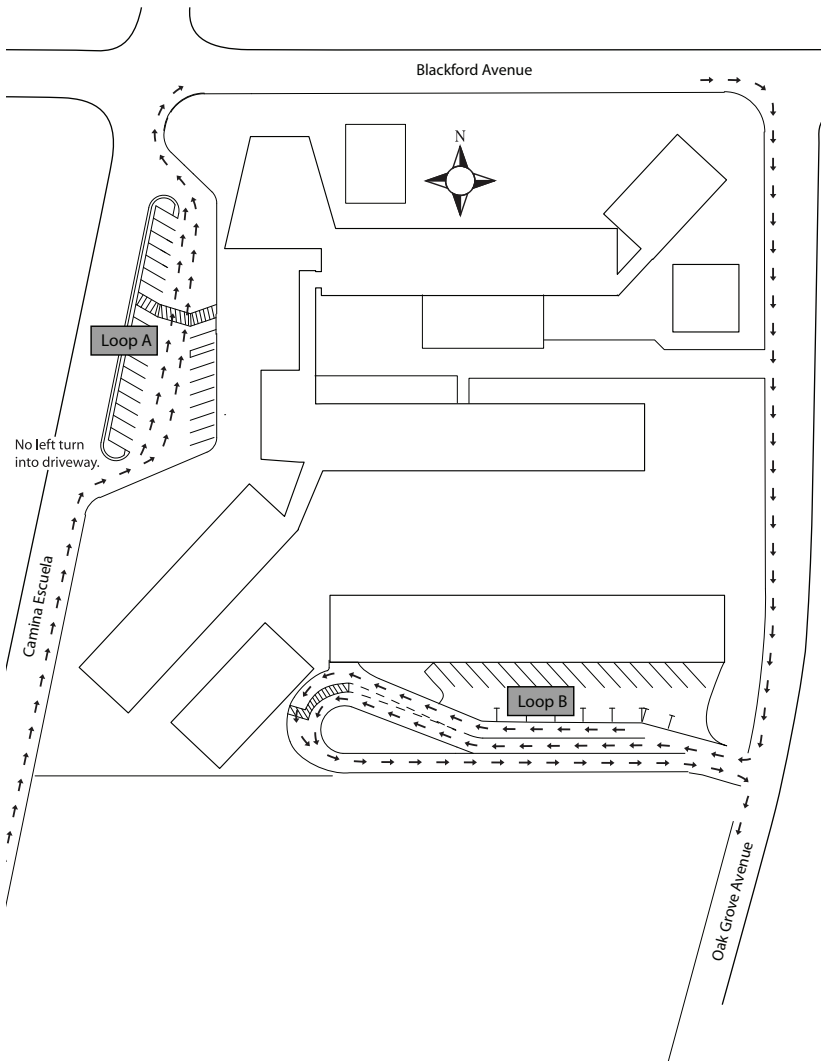 Blackford Avenue
N
Loop A
No left turn
into driveway.
Camina Escuela
Loop B
Oak Grove Avenue